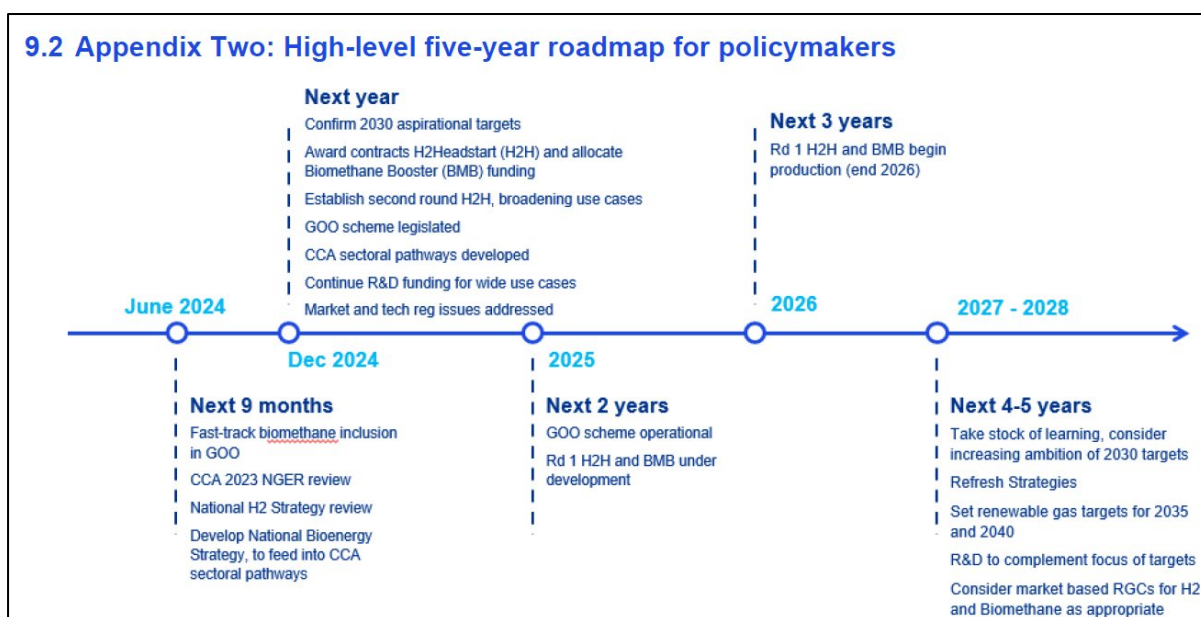 9.2 Appendix Two: High-level five-year roadmap for policymakers
Next year
Confirm 2030 aspirational targets
Award contracts H2Headstart (H2H) and allocate
Biomethane Booster (BMB) funding
Establish second round H2H, broadening use cases
GOO scheme legislated
CCA sectoral pathways developed
Continue R&D funding for wide use cases
Market and tech reg issues addressed
Next 3 years
Rd 1 H2H and BMB begin
production (end 2026)
June 2024
Dec 2024
2025
2026
2027 - 2028
Next 9 months
Fast-track biomethane inclusion
in GOO
CCA 2023 NGER review
National H2 Strategy review
Develop National Bioenergy
Strategy, to feed into CCA
sectoral pathways
Next 2 years
GOO scheme operational
Rd 1 H2H and BMB under
development
Next 4-5 years
Take stock of learning, consider
increasing ambition of 2030 targets
Refresh Strategies
Set renewable gas targets for 2035
and 2040
R&D to complement focus of targets
Consider market based RGCs for H2
and Biomethane as appropriate